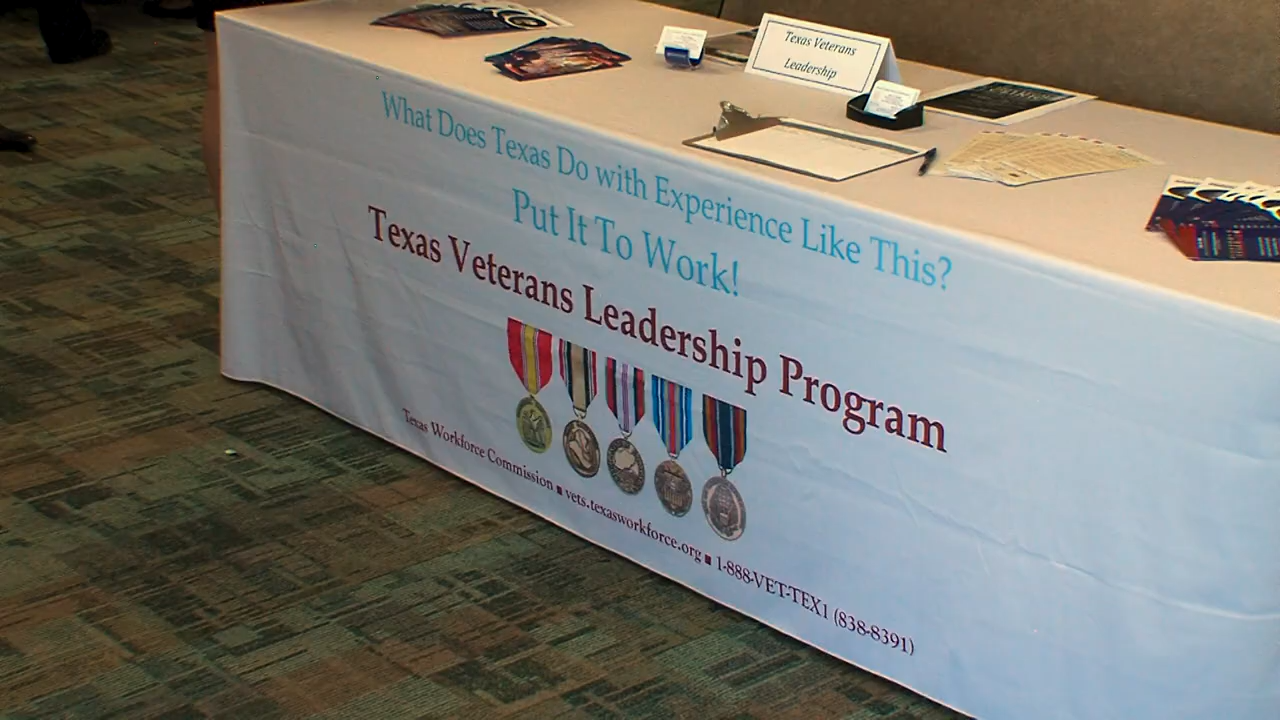 Texas Veterans
Leadership
What Does Texas Do with Experience Like This?
Put It To Work!
Texas Veterans Leadership Program
Texas Workforce Commission ■ vets.texasworkforce.org ■ 1-888-VET-TEX1 (838-8391)